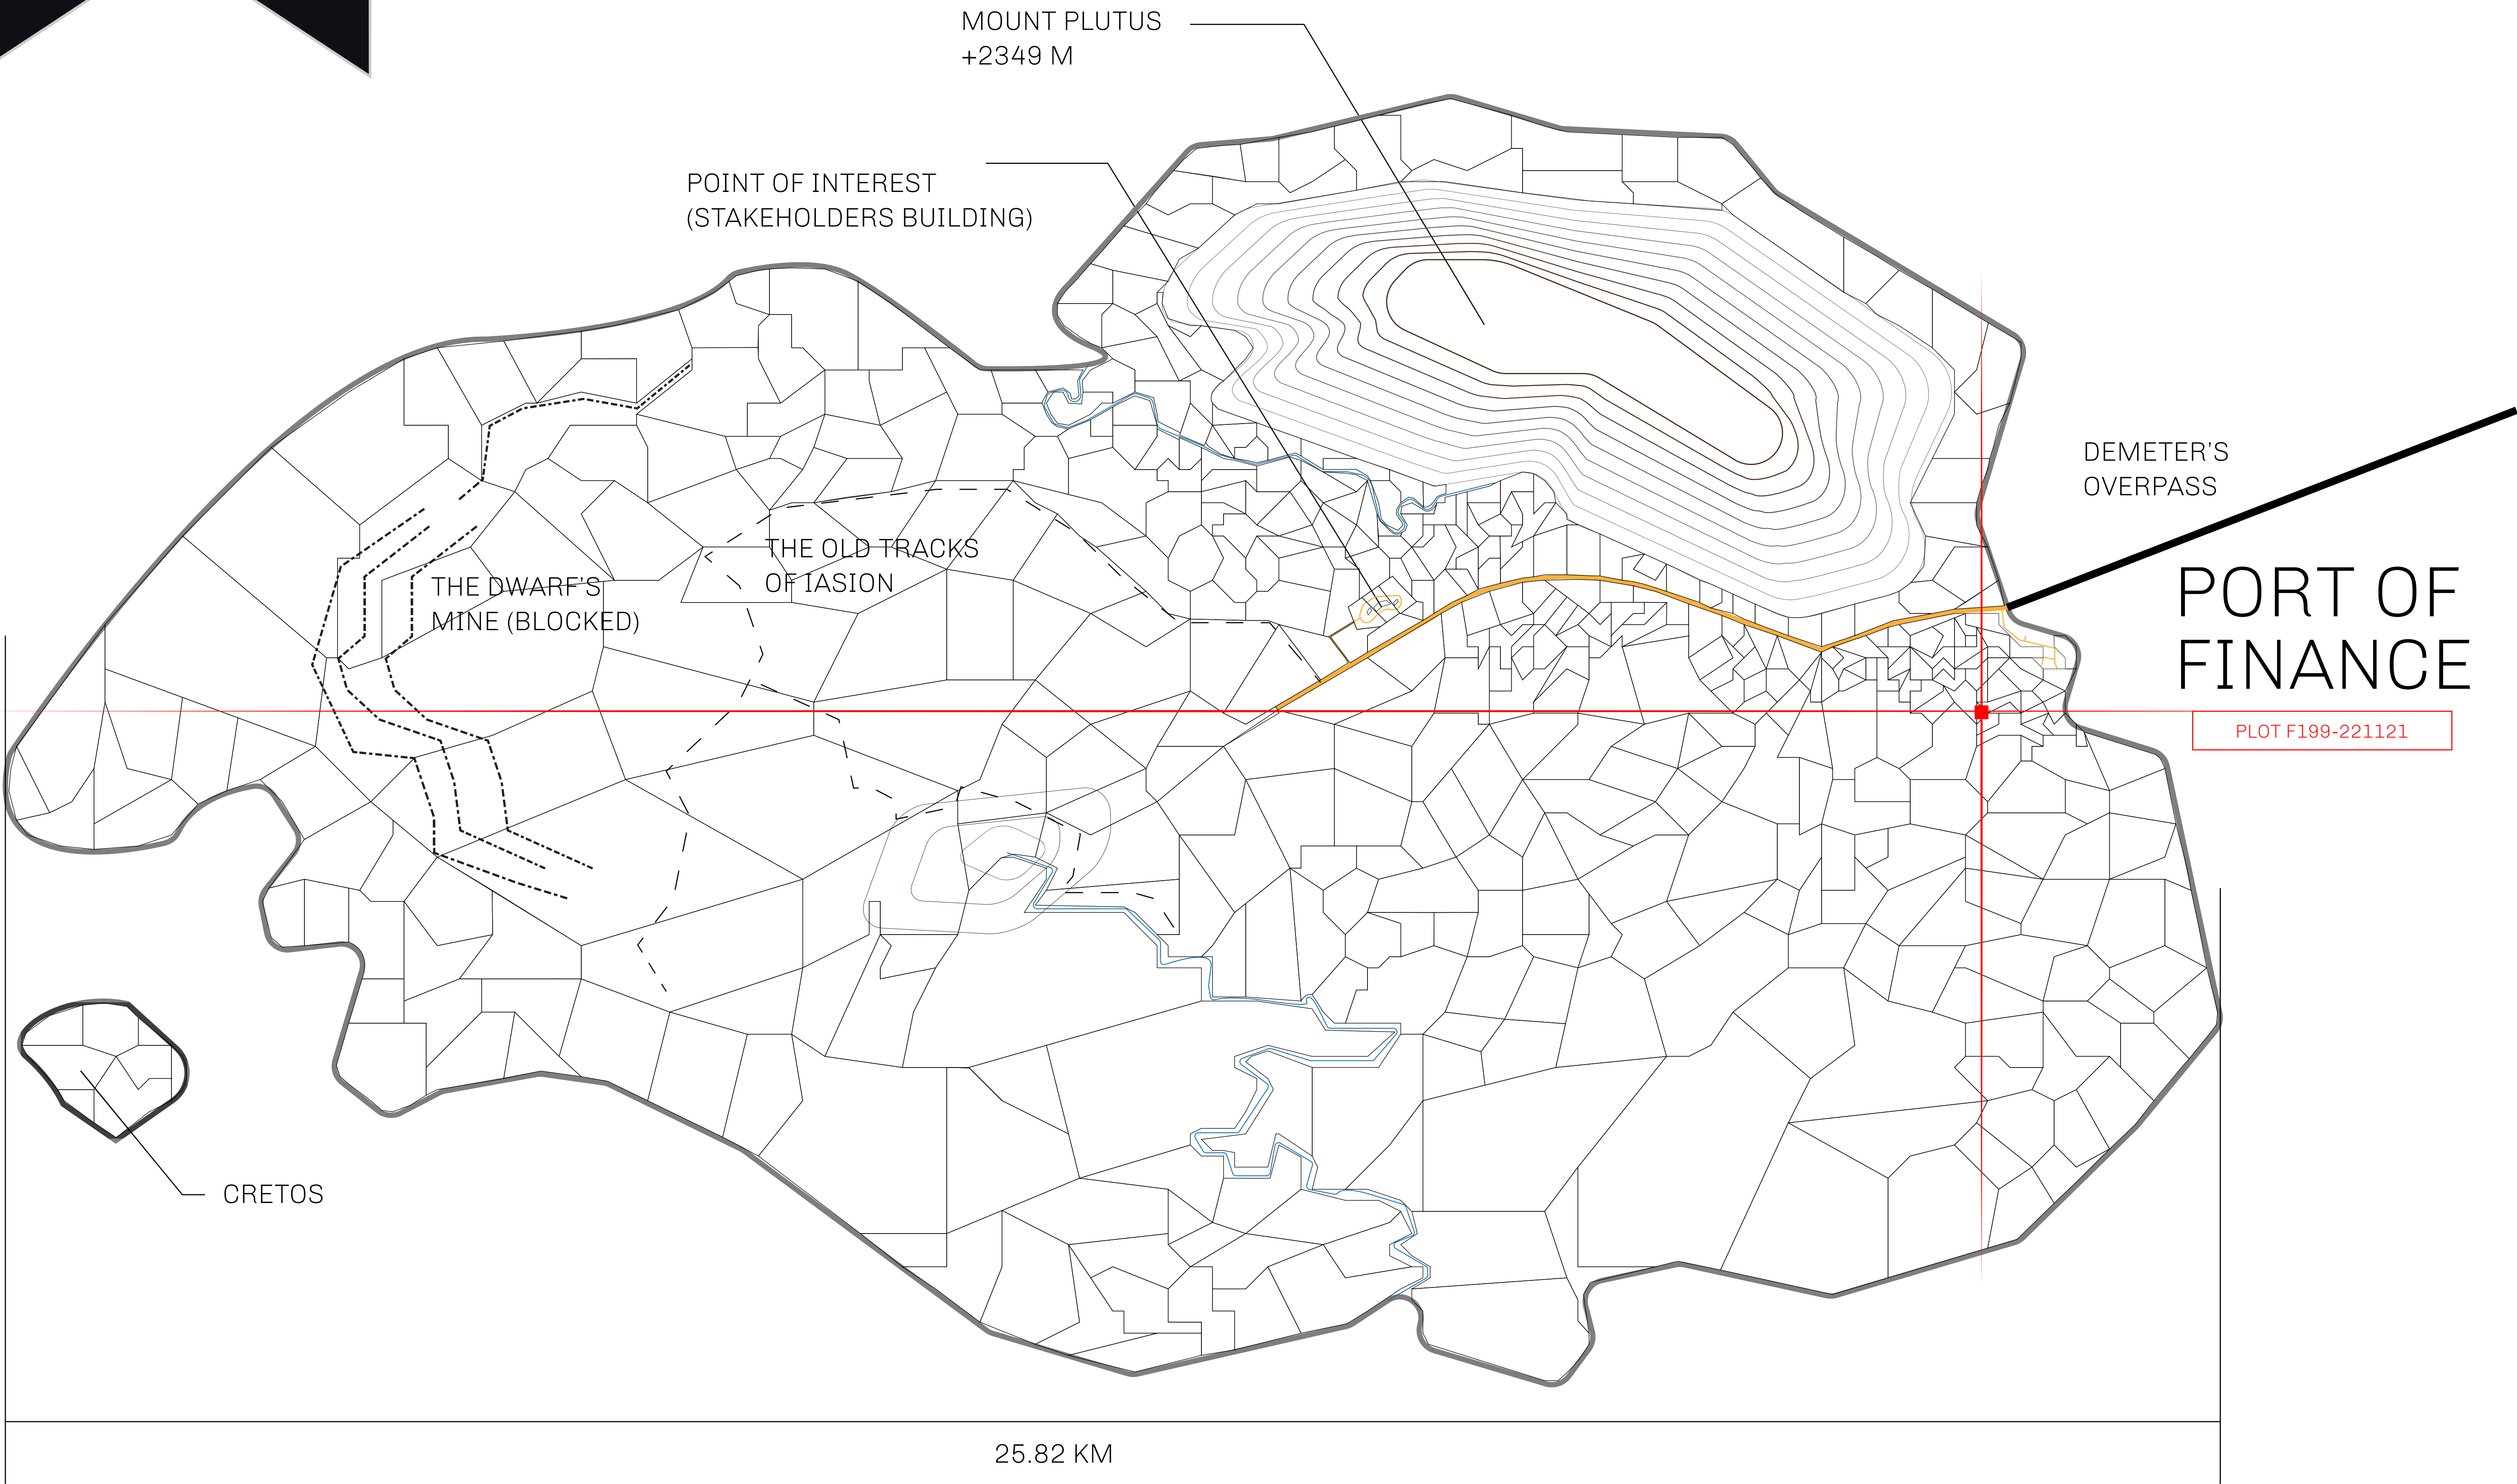 MOUNT PLUTUS
+2349 M
POINT OF INTEREST
(STAKEHOLDERS BUILDING)
DEMETER'S
OVERPASS
THE OLD TRACKS
OF IASION
THE DWARF'S
MINE (BLOCKED)
PORT OF
FINANCE
PLOT F199-221121
CRETOS
25.82 KM